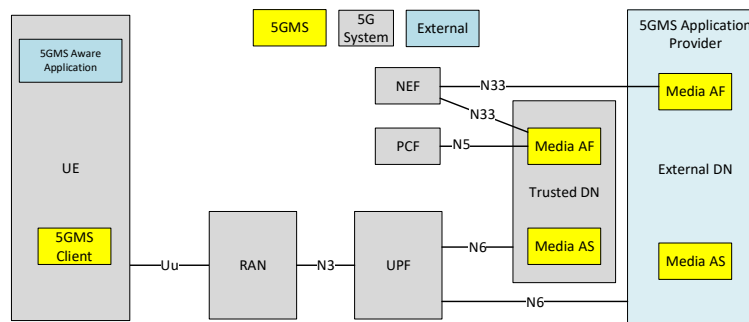 5GMS
5G
System
External
5GMS Application
Provider
5GMS Aware
Application
NEF
N33
Media AF
N33
PCF
N5
Media AF
UE
Trusted DN
External DN
5GMS
Client
Uu
RAN
N3
UPF
N6
Media AS
Media AS
N6